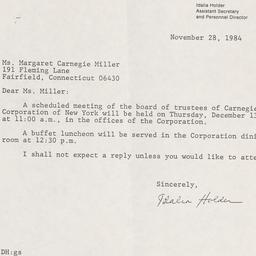 Idalia Holder
Assistant Secretary
and Personnel Director
November 28, 1984
Ms. Margaret Carnegie Miller
191 Fleming Lane
Fairfield, Connecticut 06430
Dear Ms. Miller:
A scheduled meeting of the board of trustees of Carnegie
Corporation of New York will be held on Thursday, December 13
at 11:00 a.m., in the offices of the Corporation.
A buffet luncheon will be served in the Corporation dini
room at 12:30 p.m.
I shall not expect a reply unless you would like to atte
Sincerely,
Idalia Holder
DH:gs